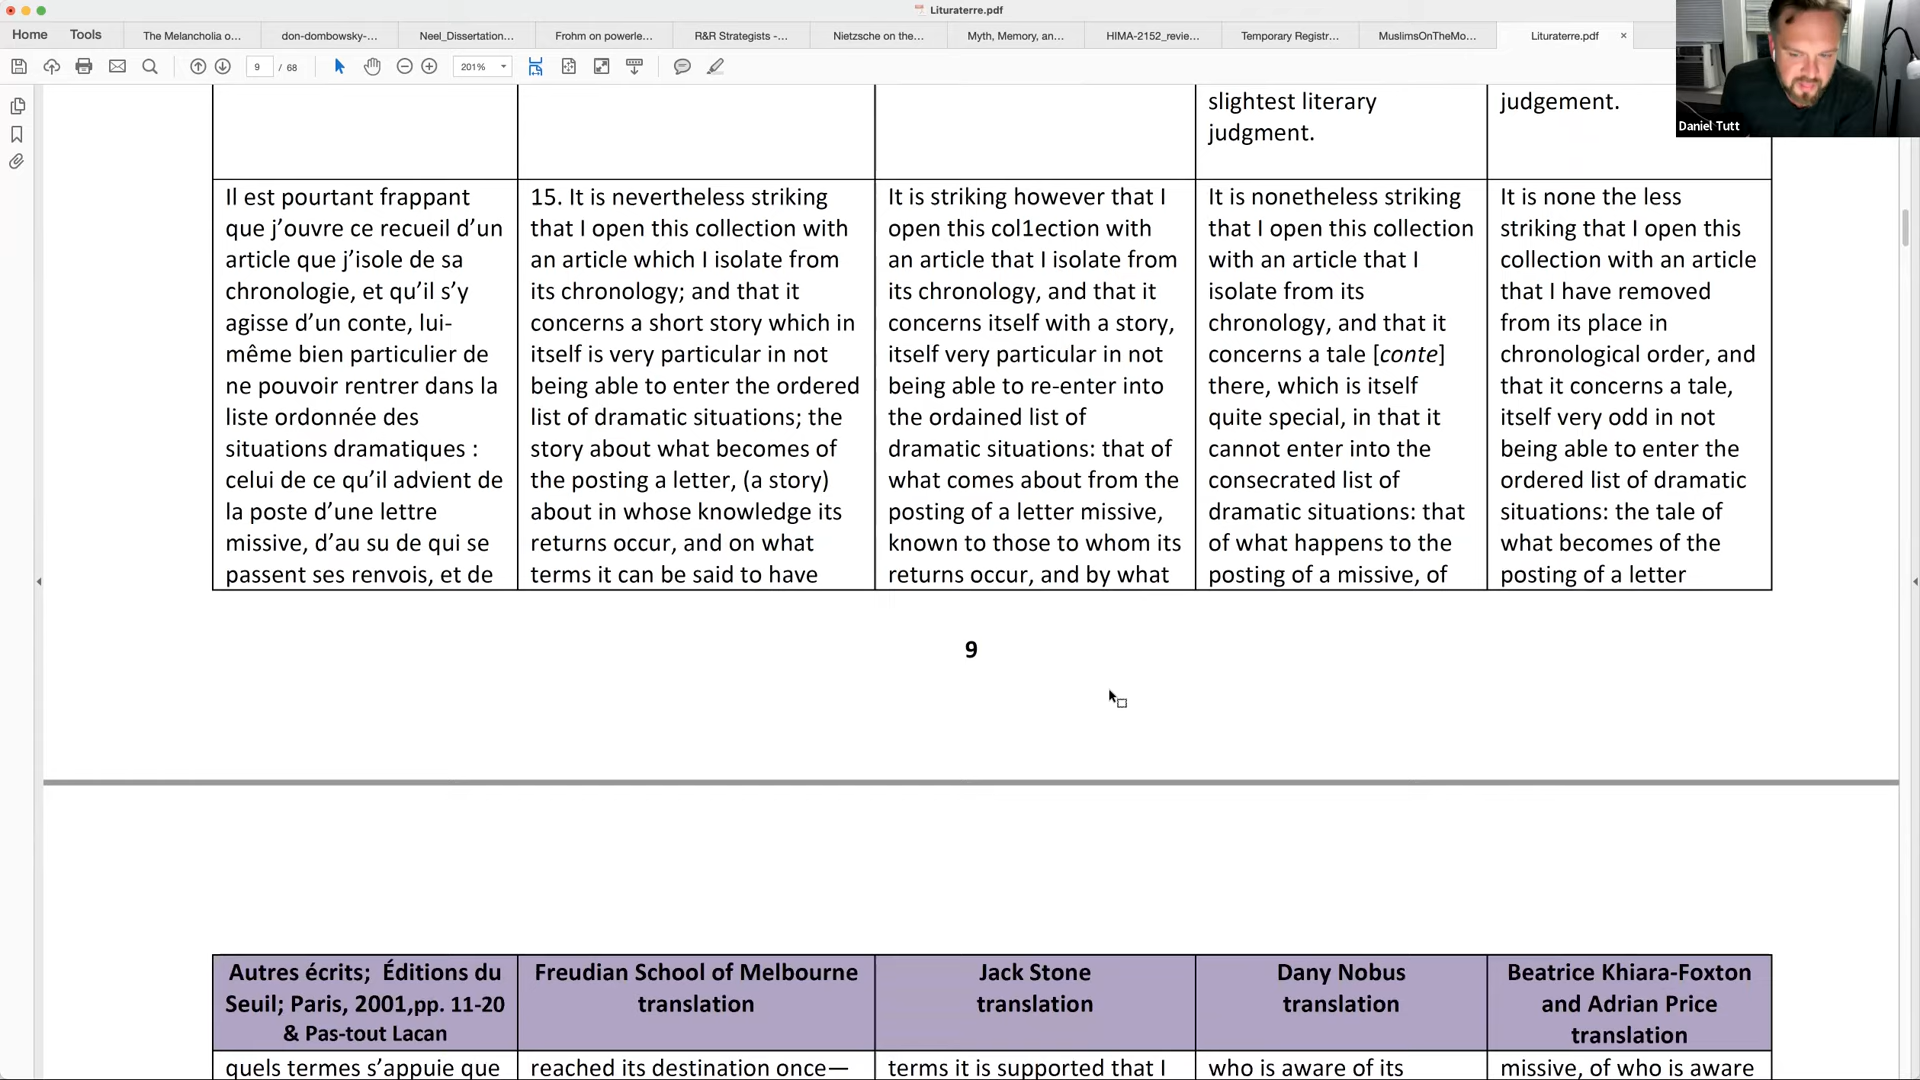 Lituraterre.pdf
Home
Tools
The Melancholia o...
don-dombowsky-...
Neel_Dissertation...
Frohm on powerle...
R&R Strategists -...
Nietzsche on the...
Myth, Memory, an...
HIMA-2152_revie...
Temporary Registr...
MuslimsOnTheMo...
Lituraterre.pdf
9 / 68
201%
Daniel Tutt
slightest literary
judgment.
judgement.
Il est pourtant frappant
que j’ouvre ce recueil d’un
article que j’isole de sa
chronologie, et qu’il s’y
agisse d’un conte, lui-
même bien particulier de
ne pouvoir rentrer dans la
liste ordonnée des
situations dramatiques :
celui de ce qu’il advient de
la poste d’une lettre
missive, d’au su de qui se
passent ses renvois, et de
15. It is nevertheless striking
that I open this collection with
an article which I isolate from
its chronology; and that it
concerns a short story which in
itself is very particular in not
being able to enter the ordered
list of dramatic situations; the
story about what becomes of
the posting a letter, (a story)
about in whose knowledge its
returns occur, and on what
terms it can be said to have
It is striking however that I
open this col1ection with
an article that I isolate from
its chronology, and that it
concerns itself with a story,
itself very particular in not
being able to re-enter into
the ordained list of
dramatic situations: that of
what comes about from the
posting of a letter missive,
known to those to whom its
returns occur, and by what
It is nonetheless striking
that I open this collection
with an article that I
isolate from its
chronology, and that it
concerns a tale [conte]
there, which is itself
quite special, in that it
cannot enter into the
consecrated list of
dramatic situations: that
of what happens to the
posting of a missive, of
It is none the less
striking that I open this
collection with an article
that I have removed
from its place in
chronological order, and
that it concerns a tale,
itself very odd in not
being able to enter the
ordered list of dramatic
situations: the tale of
what becomes of the
posting of a letter
9
Autres écrits; Éditions du
Seuil; Paris, 2001,pp. 11-20
& Pas-tout Lacan
Freudian School of Melbourne
translation
Jack Stone
translation
Dany Nobus
translation
Beatrice Khiara-Foxton
and Adrian Price
translation
quels termes s’appuie que
reached its destination once—
terms it is supported that I
who is aware of its
missive, of who is aware